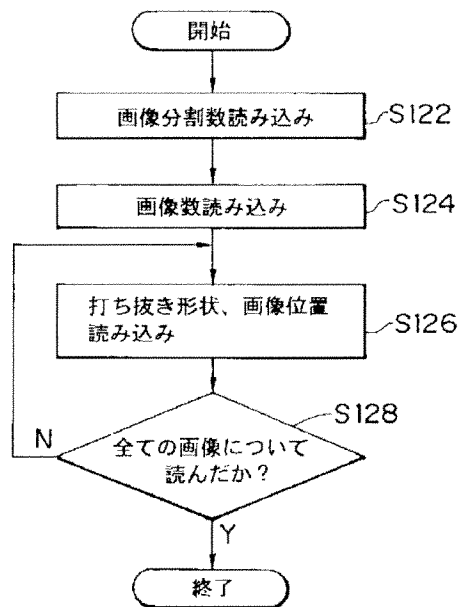 開始
画像分割数読み込み
S122
画像数読み込み
S124
打ち抜き形状、画像位置
読み込み
S126
S128
N
全ての画像について
読んだか？
Y
終了